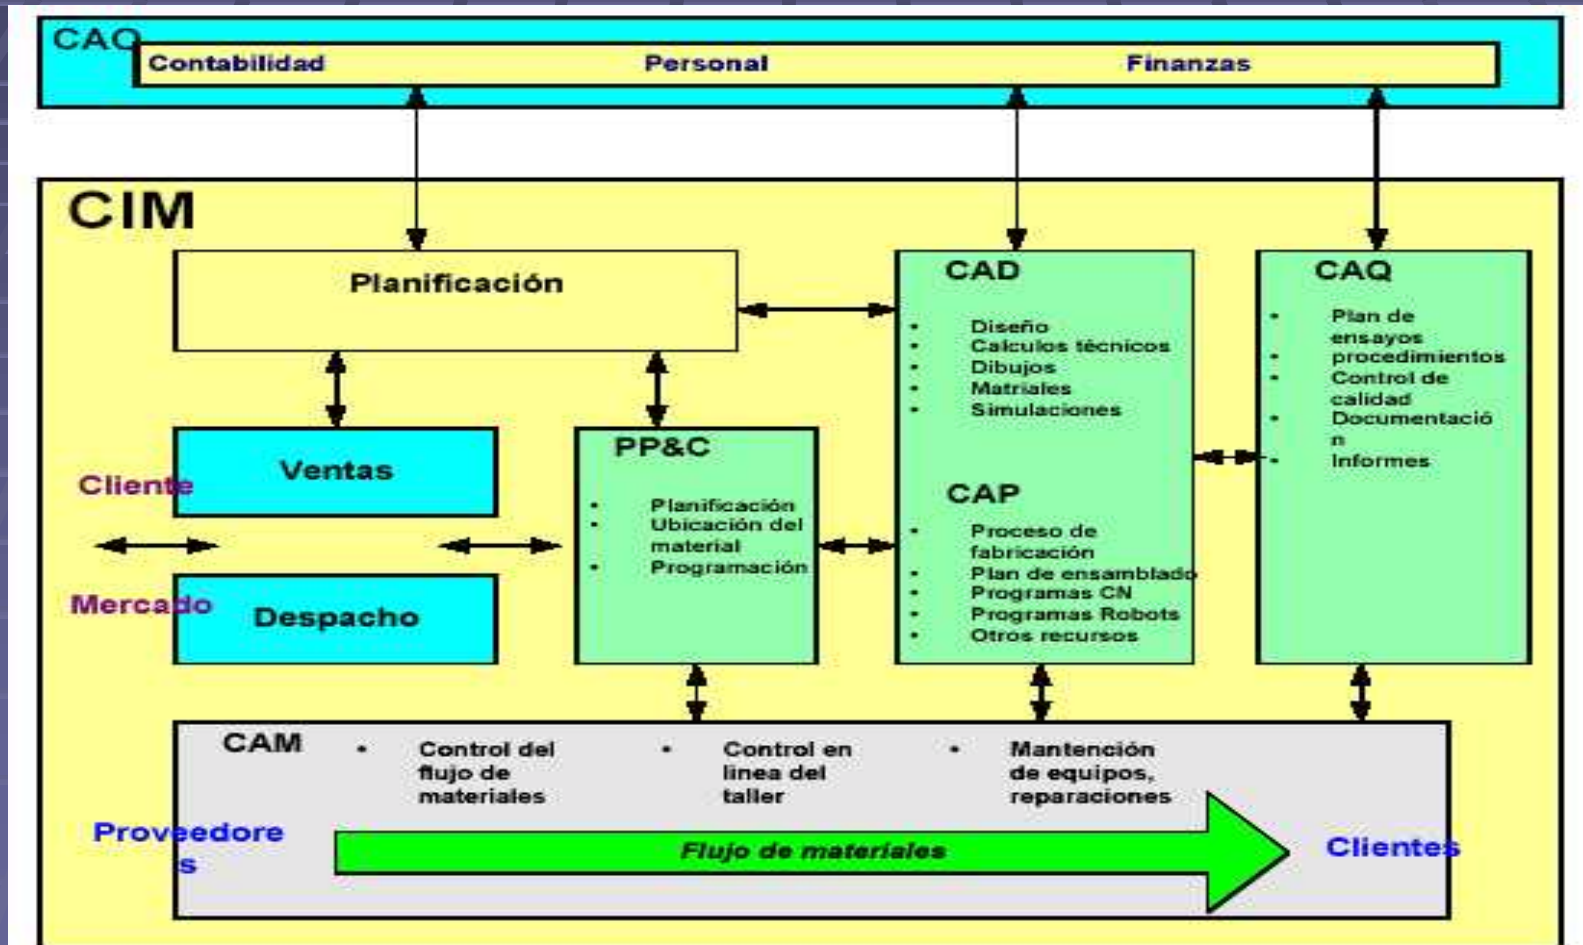 CAO
Contabilidad Personal Finanzas
CIM
Planificación
CAD
• Diseño
• Calculos técnicos
• Dibujos
• Matriales
• Simulaciones
CAP
• Proceso de
fabricación
• Plan de ensamblado
• Programas CN
• Programas Robots
• Otros recursos
CAQ
• Plan de
ensayos
• procedimientos
• Control de
calidad
• Documentació
n
• Informes
Ventas
Cliente
Mercado
Despacho
PP&C
• Planificación
• Ubicación del
material
• Programación
CAM
• Control del
flujo de
materiales
• Control en
linea del
taller
• Mantención
de equipos,
reparaciones
Proveedore
s
Flujo de materiales
Clientes